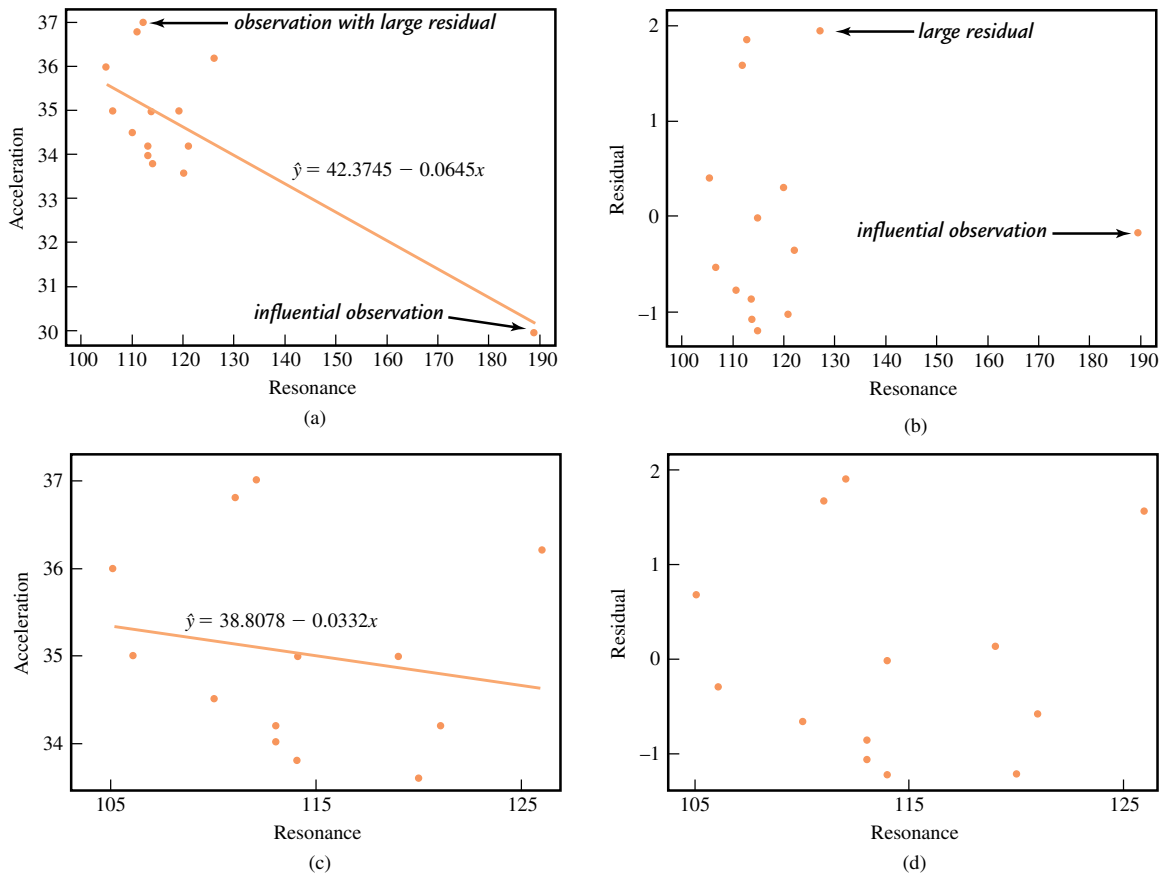 observation with large residual
37
36
35
34
33
32
31
30
Acceleration
ŷ = 42.3745 − 0.0645x
influential observation
100 110 120 130 140 150 160 170 180 190
Resonance
(a)
large residual
2
1
0
−1
Residual
influential observation
100 110 120 130 140 150 160 170 180 190
Resonance
(b)
37
36
35
34
Acceleration
ŷ = 38.8078 − 0.0332x
105 115 125
Resonance
(c)
2
1
0
−1
Residual
105 115 125
Resonance
(d)